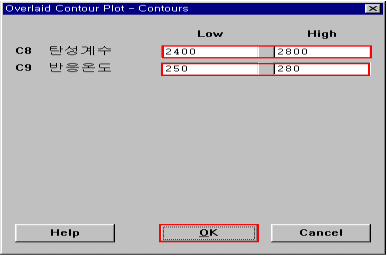 Overlaid Contour Plot - Contours
Low High
C8 탄성계수 2400 2800
C9 반응온도 250 280
Help OK Cancel